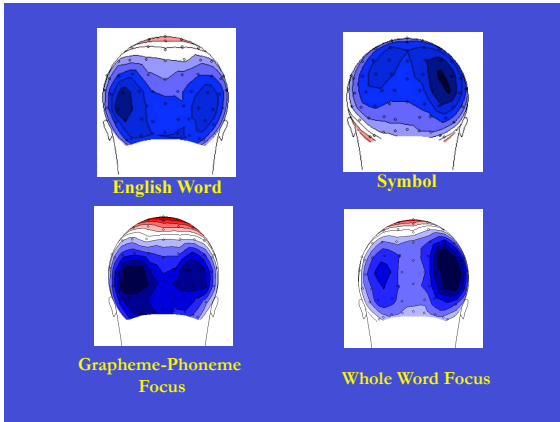 English Word
Symbol
Grapheme-Phoneme
Focus
Whole Word Focus